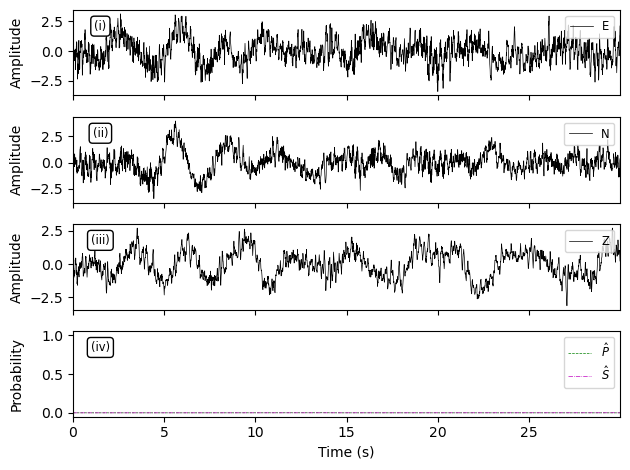 (i)
E
2.5
0.0
−2.5
Amplitude
(ii)
N
2.5
0.0
−2.5
Amplitude
(iii)
Z
2.5
0.0
−2.5
Amplitude
(iv)
P̂
Ŝ
1.0
0.5
0.0
Probability
0 5 10 15 20 25
Time (s)